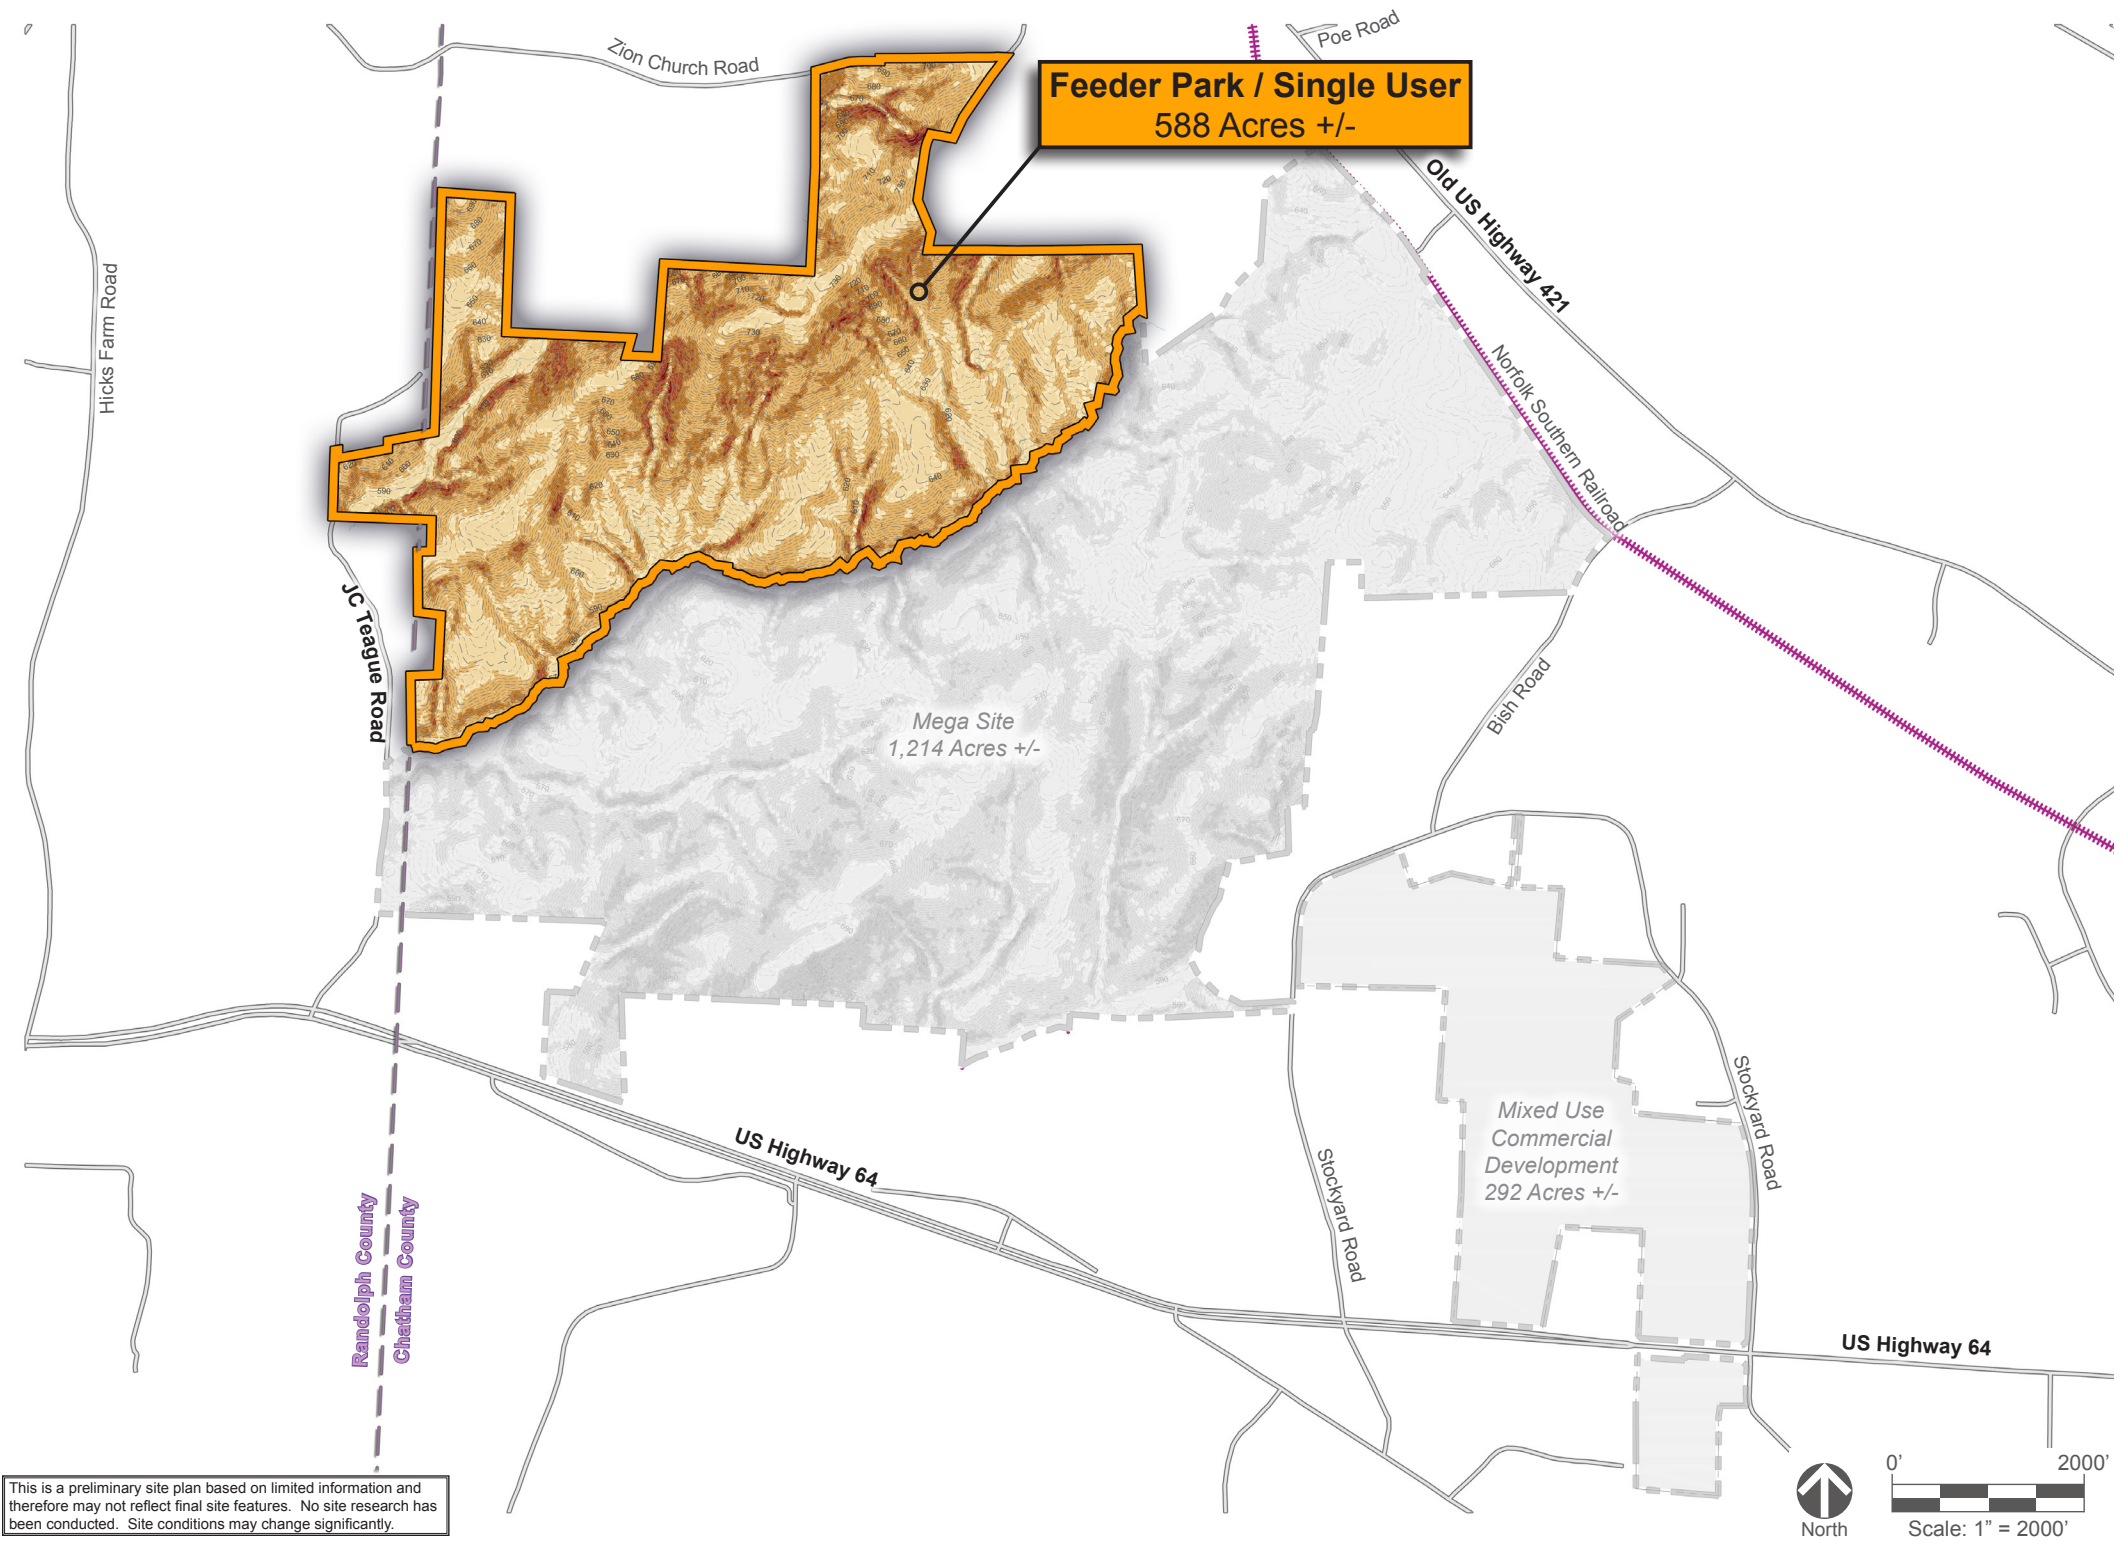 Poe Road
Zion Church Road
Feeder Park / Single User
588 Acres +/-
Old US Highway 421
Hicks Farm Road
Norfolk Southern Railroad
JC Teague Road
Bish Road
Mega Site
1,214 Acres +/-
Mixed Use
Commercial
Development
292 Acres +/-
Stockyard Road
Stockyard Road
US Highway 64
Randolph County
Chatham County
US Highway 64
This is a preliminary site plan based on limited information and
therefore may not reflect final site features. No site research has
been conducted. Site conditions may change significantly.
North
0' 2000'
Scale: 1" = 2000'